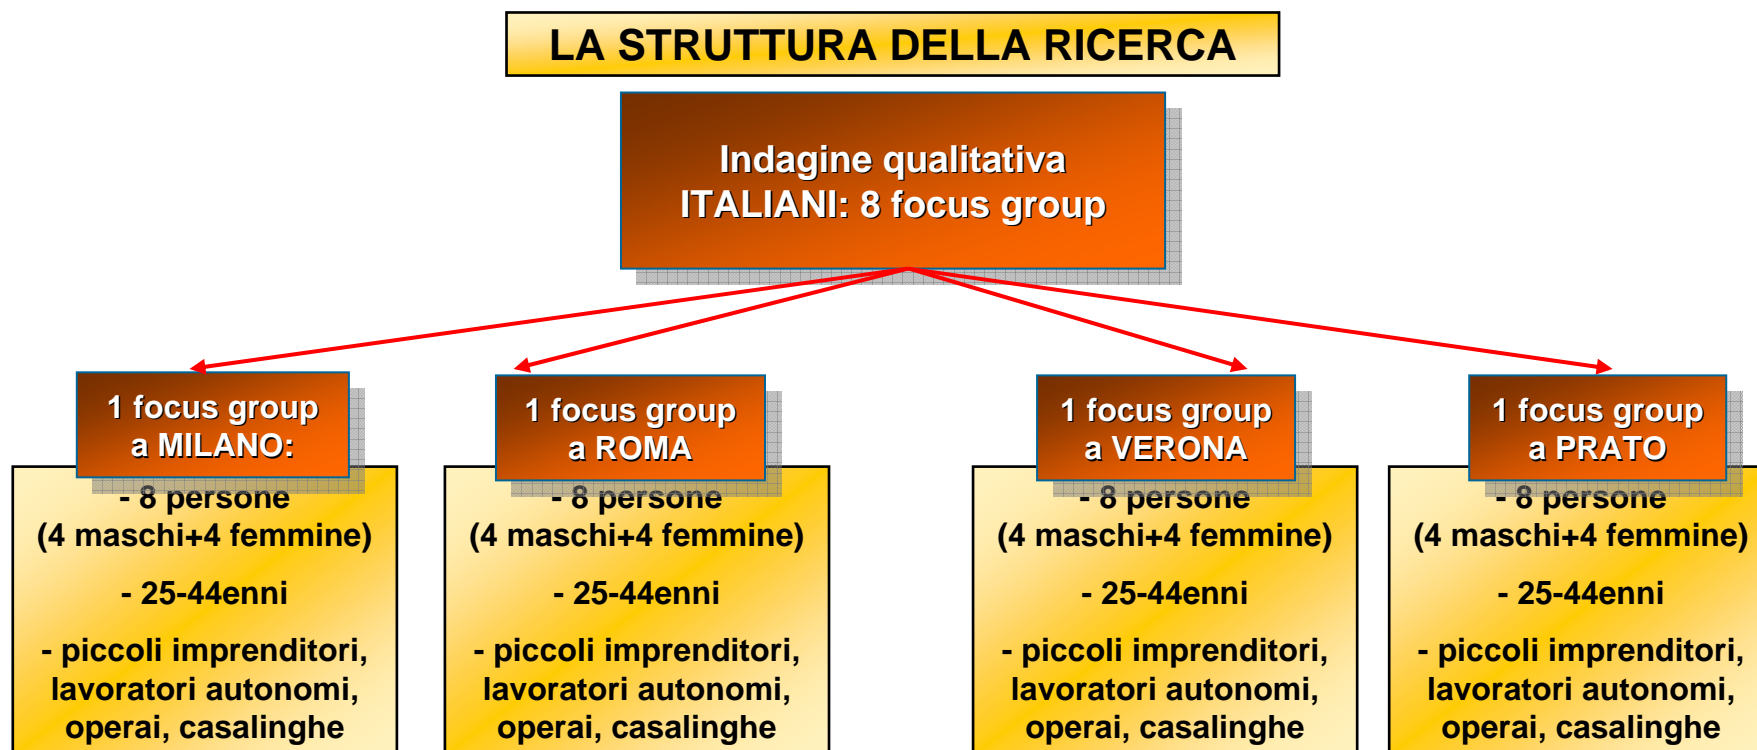 LA STRUTTURA DELLA RICERCA
Indagine qualitativa
ITALIANI: 8 focus group
1 focus group
a MILANO:
- 8 persone
(4 maschi+4 femmine)
- 25-44enni
- piccoli imprenditori,
lavoratori autonomi,
operai, casalinghe
1 focus group
a ROMA
- 8 persone
(4 maschi+4 femmine)
- 25-44enni
- piccoli imprenditori,
lavoratori autonomi,
operai, casalinghe
1 focus group
a VERONA
- 8 persone
(4 maschi+4 femmine)
- 25-44enni
- piccoli imprenditori,
lavoratori autonomi,
operai, casalinghe
1 focus group
a PRATO
- 8 persone
(4 maschi+4 femmine)
- 25-44enni
- piccoli imprenditori,
lavoratori autonomi,
operai, casalinghe